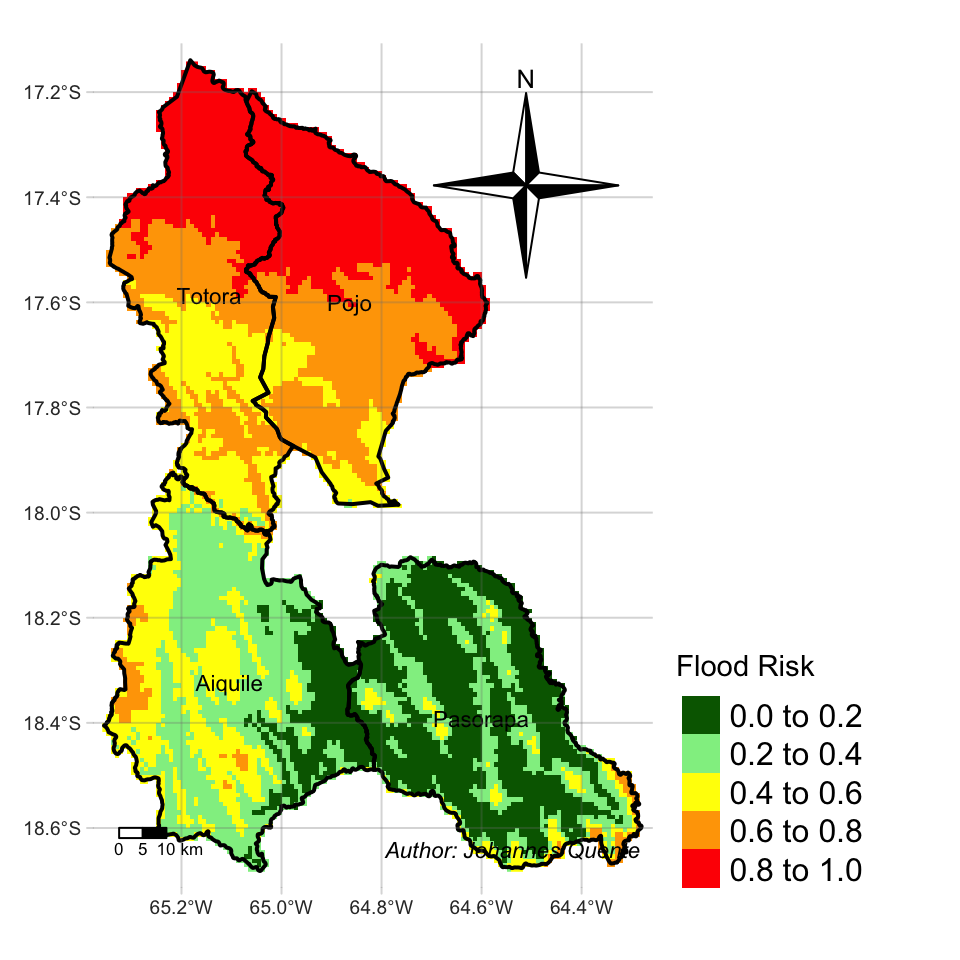 N
17.2°S
17.4°S
17.6°S
17.8°S
18.0°S
18.2°S
18.4°S
18.6°S
Totora
Pojo
Aiquile
Pasorapa
Flood Risk
0.0 to 0.2
0.2 to 0.4
0.4 to 0.6
0.6 to 0.8
0.8 to 1.0
0 5 10 km
Author: Johannes Quente
65.2°W 65.0°W 64.8°W 64.6°W 64.4°W